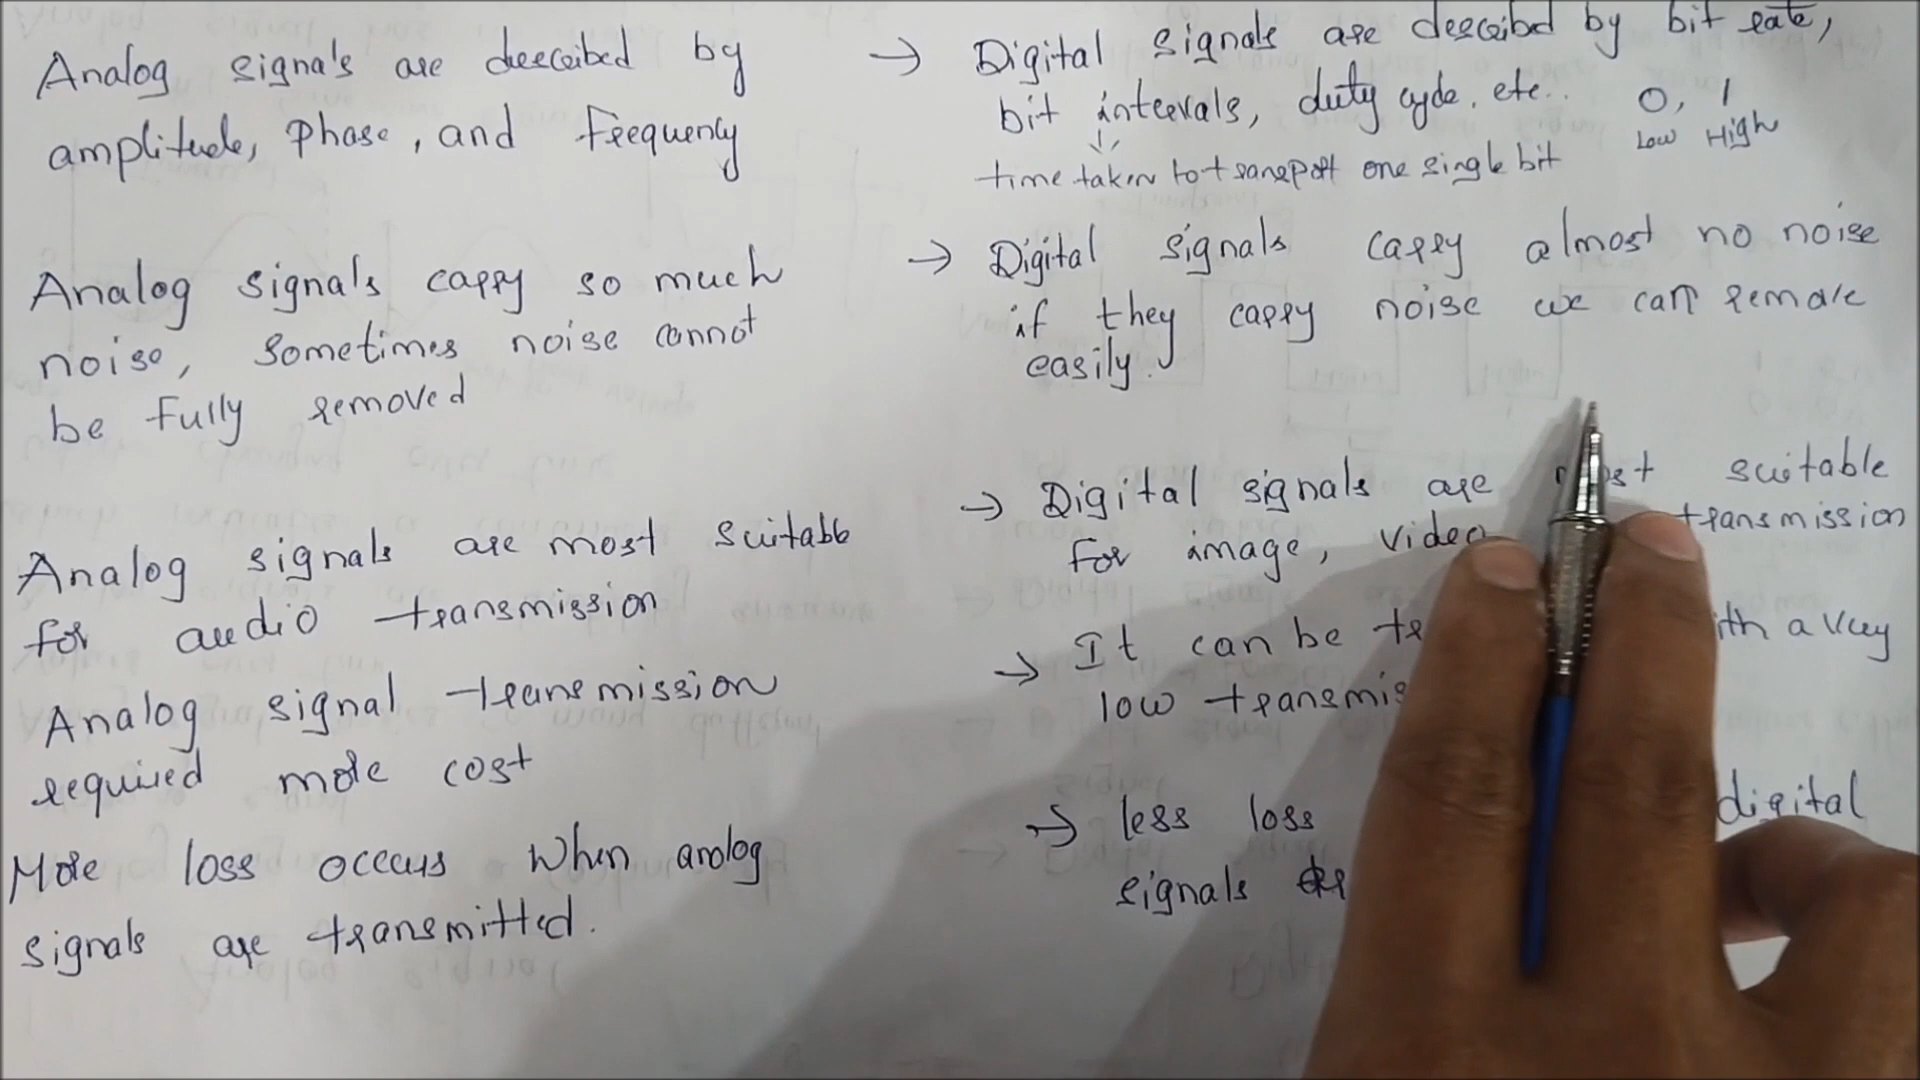 Analog signals are described by
amplitude, Phase, and frequency
Analog signals carry so much
noise, sometimes noise cannot
be fully removed
Analog signals are most suitable
for audio transmission
Analog signal transmission
required more cost
More loss occurs when analog
signals are transmitted.
→ Digital signals are described by bit rate,
bit intervals, duty cycle, etc..
0, 1
Low High
time taken to transport one single bit
→ Digital signals carry almost no noise
if they carry noise we can remove
easily.
→ Digital signals are most suitable
for image, video transmission
→ It can be with a very
low
→ less loss digital
signals